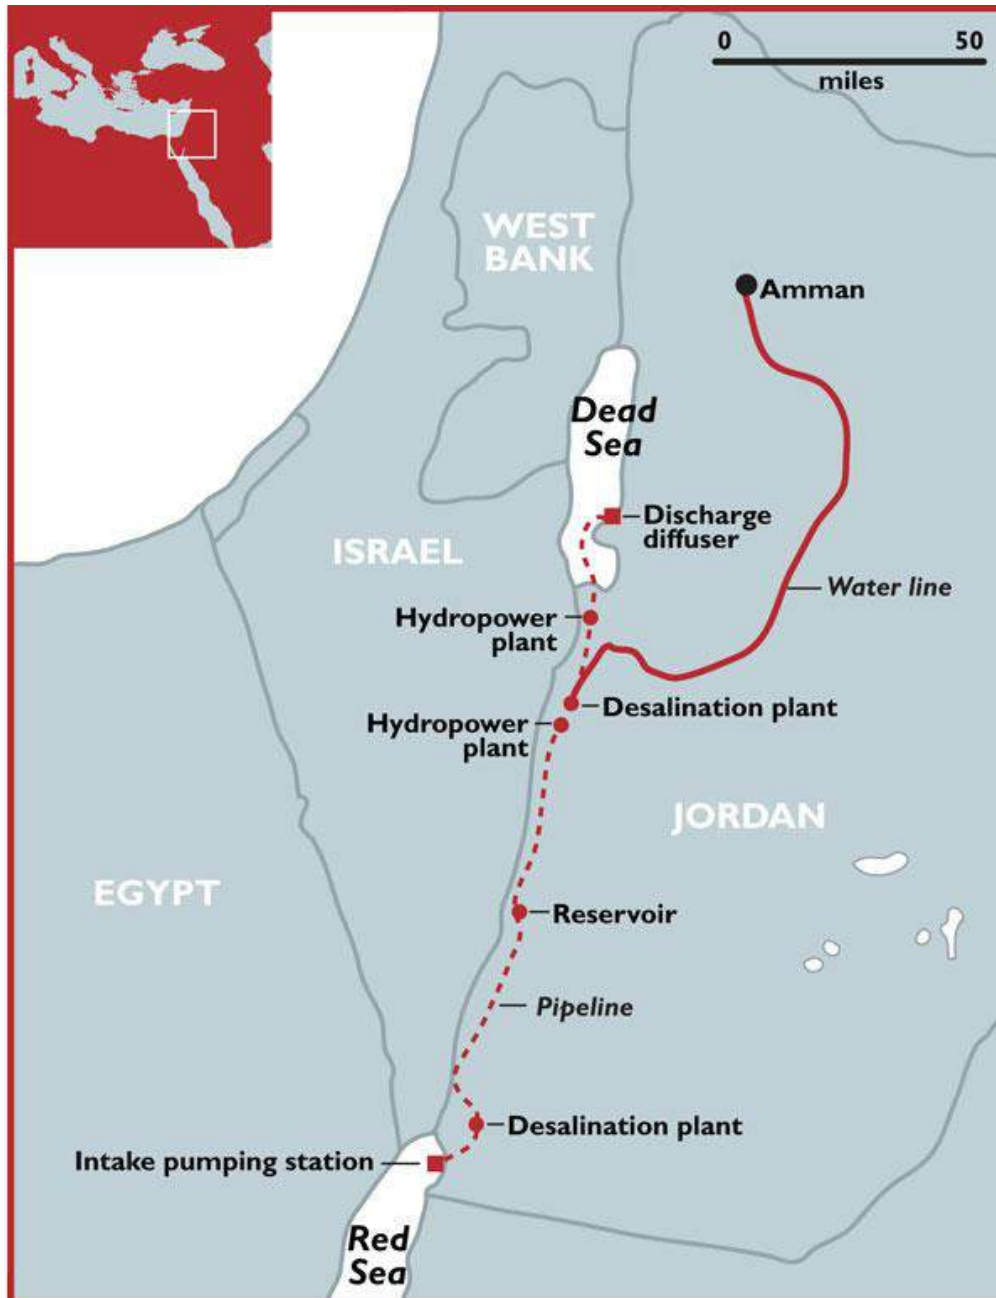 0 50
miles
WEST
BANK
Amman
Dead
Sea
Discharge
diffuser
ISRAEL
Water line
Hydropower
plant
Desalination plant
Hydropower
plant
JORDAN
EGYPT
Reservoir
Pipeline
Desalination plant
Intake pumping station
Red
Sea